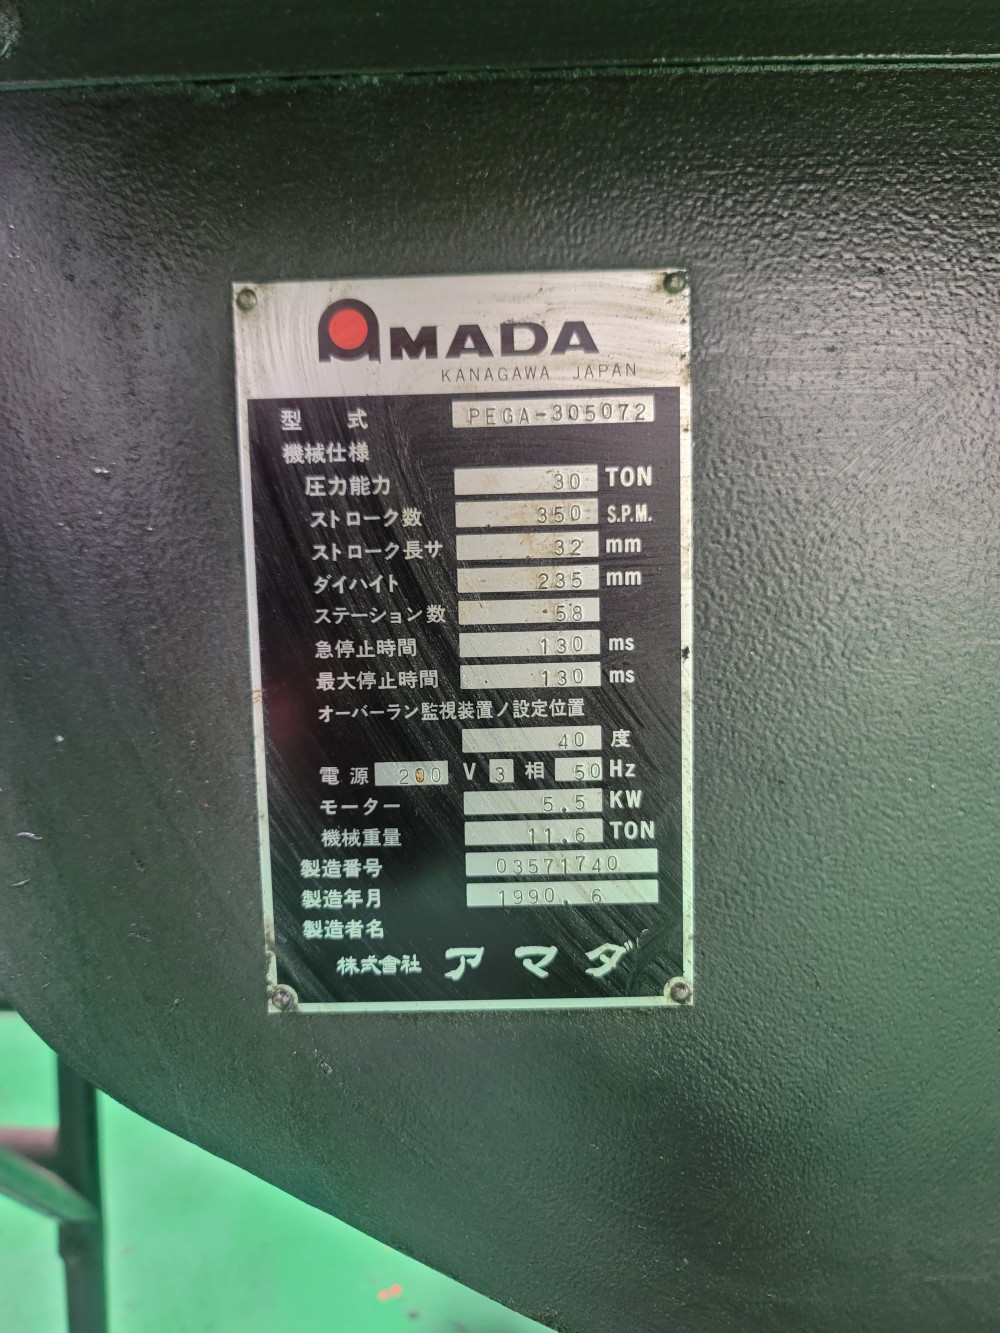 AMADA
KANAGAWA JAPAN
型 式 PEGA-305072
機械仕様
圧力能力 30 TON
ストローク数 350 S.P.M.
ストローク長サ 32 mm
ダイハイト 235 mm
ステーション数 58
急停止時間 130 ms
最大停止時間 130 ms
オーバーラン監視装置ノ設定位置
40 度
電源 200 V 3 相 50 Hz
モーター 5.5 KW
機械重量 11.6 TON
製造番号 03571740
製造年月 1990. 6
製造者名
株式會社 アマダ